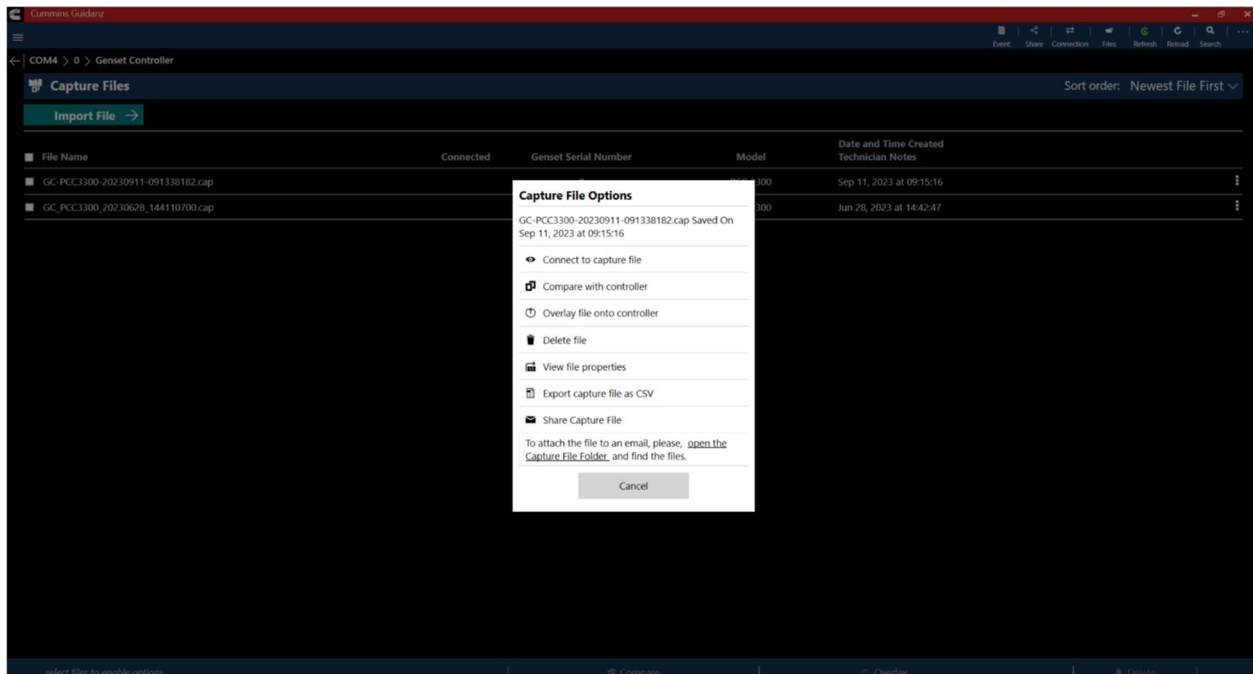 Cummins Guidanz
Event Share Connection Files Refresh Reload Search
COM4 > 0 > Genset Controller
Capture Files
Sort order: Newest File First
Import File
File Name Connected Genset Serial Number Model Date and Time Created
Technician Notes
GC-PCC3300-20230911-091338182.cap 300 Sep 11, 2023 at 09:15:16
GC_PCC3300_20230628_144110700.cap 300 Jun 28, 2023 at 14:42:47
Capture File Options
GC-PCC3300-20230911-091338182.cap Saved On
Sep 11, 2023 at 09:15:16
Connect to capture file
Compare with controller
Overlay file onto controller
Delete file
View file properties
Export capture file as CSV
Share Capture File
To attach the file to an email, please, open the
Capture File Folder and find the files.
Cancel
select files to enable options Compare Overlay Delete